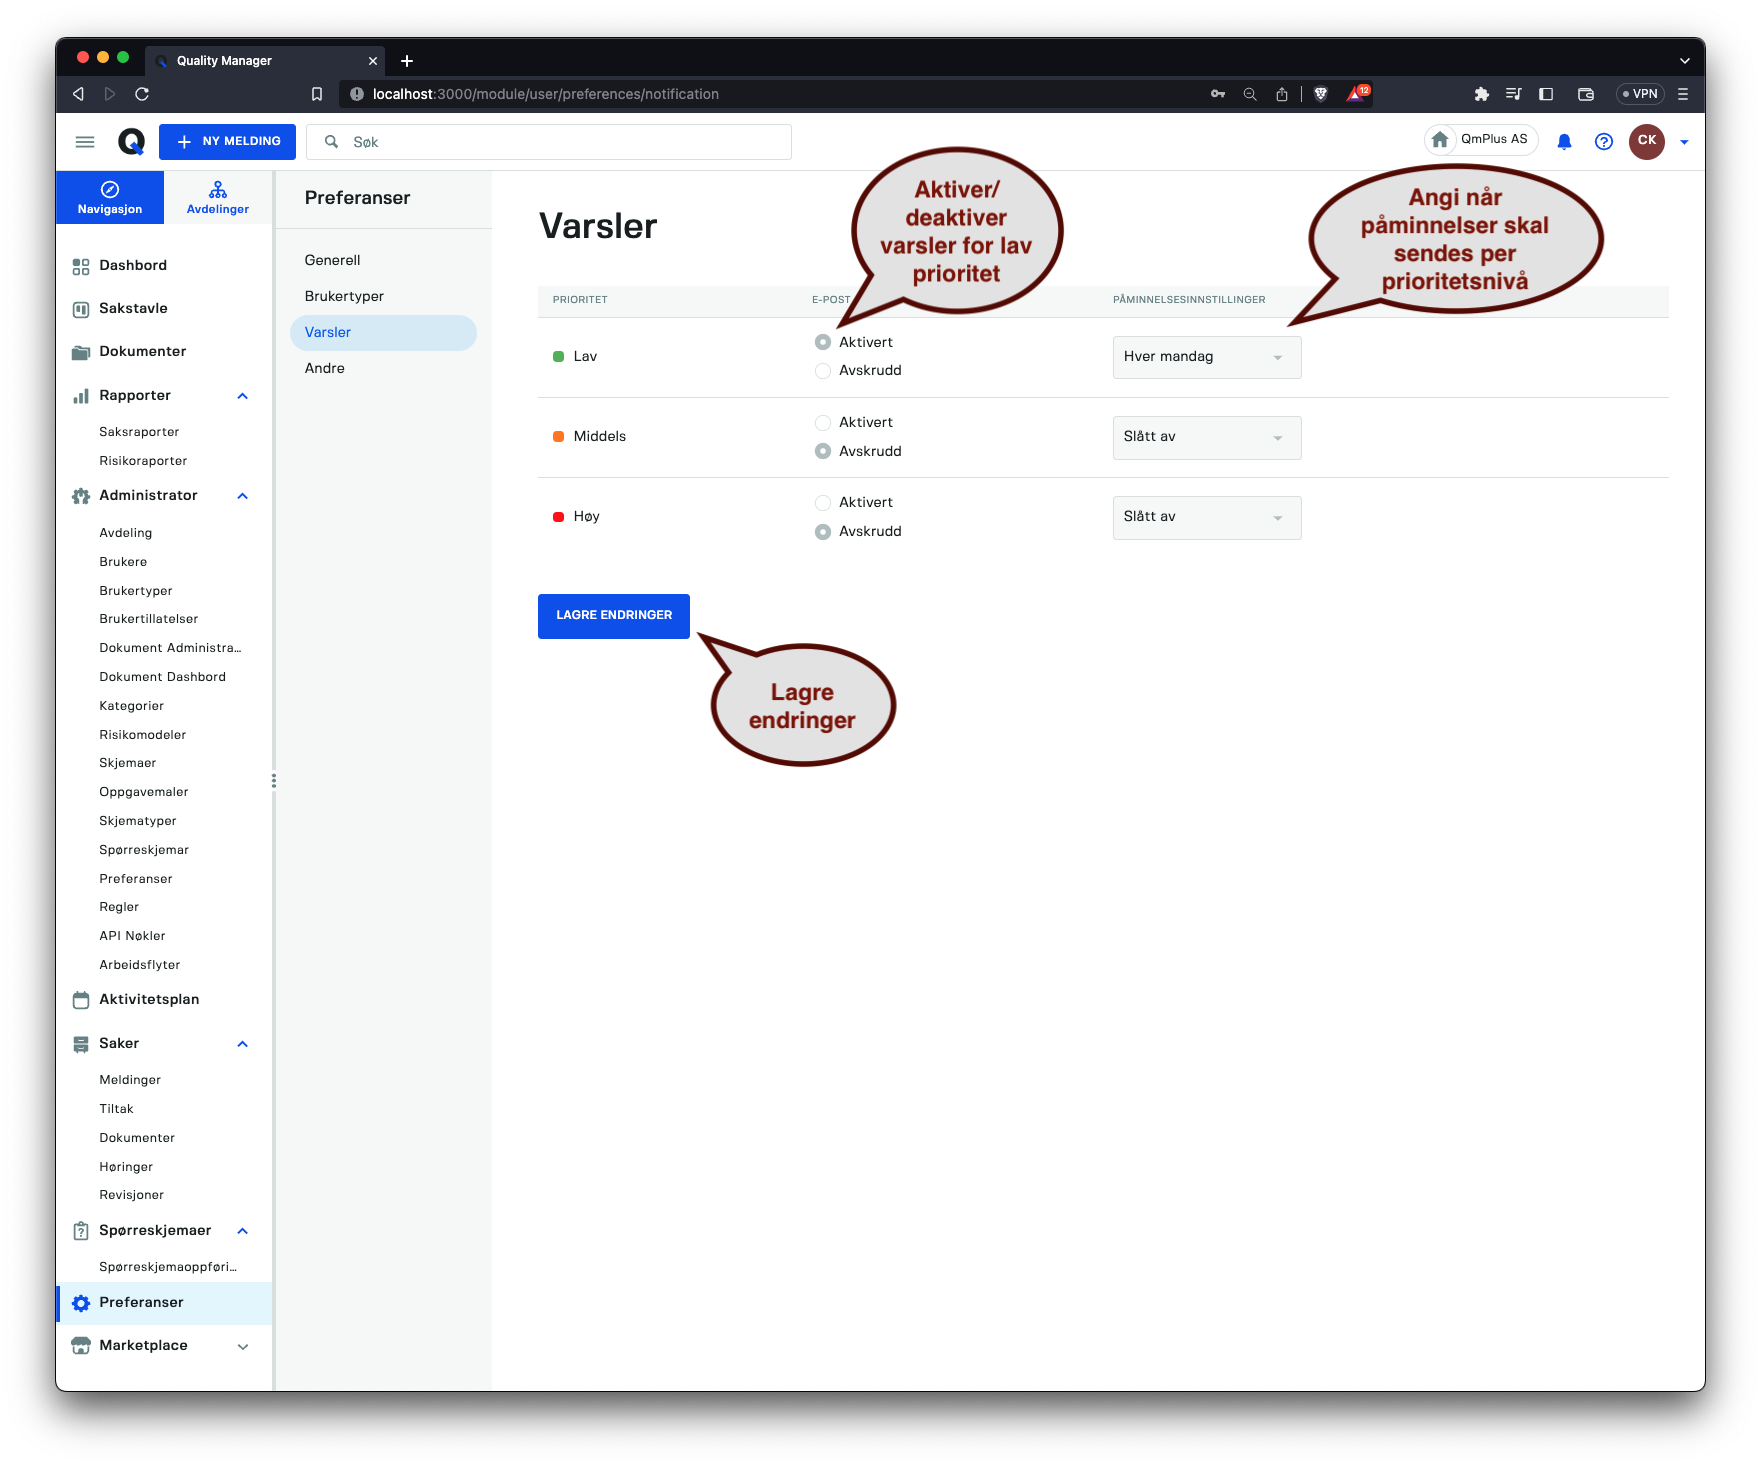 Quality Manager
localhost:3000/module/user/preferences/notification
12
VPN
NY MELDING
Søk
QmPlus AS
CK
Navigasjon
Avdelinger
Dashbord
Sakstavle
Dokumenter
Rapporter
Saksraporter
Risikoraporter
Administrator
Avdeling
Brukere
Brukertyper
Brukertillatelser
Dokument Administra...
Dokument Dashbord
Kategorier
Risikomodeler
Skjemaer
Oppgavemaler
Skjematyper
Spørreskjemar
Preferanser
Regler
API Nøkler
Arbeidsflyter
Aktivitetsplan
Saker
Meldinger
Tiltak
Dokumenter
Høringer
Revisjoner
Spørreskjemaer
Spørreskjemaoppføri...
Preferanser
Marketplace
Preferanser
Generell
Brukertyper
Varsler
Andre
Varsler
Aktiver/
deaktiver
varsler for lav
prioritet
Angi når
påminnelser skal
sendes per
prioritetsnivå
PRIORITET
E-POST
PÅMINNELSESINNSTILLINGER
Lav
Aktivert
Avskrudd
Hver mandag
Middels
Aktivert
Avskrudd
Slått av
Høy
Aktivert
Avskrudd
Slått av
LAGRE ENDRINGER
Lagre
endringer